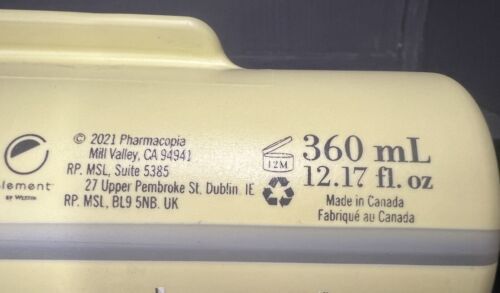 © 2021 Pharmacopia
Mill Valley, CA 94941
RP. MSL, Suite 5385
27 Upper Pembroke St. Dublin. IE
RP. MSL, BL9 5NB. UK
lement
BY WESTIN
12M
360 mL
12.17 fl. oz
Made in Canada
Fabriqué au Canada